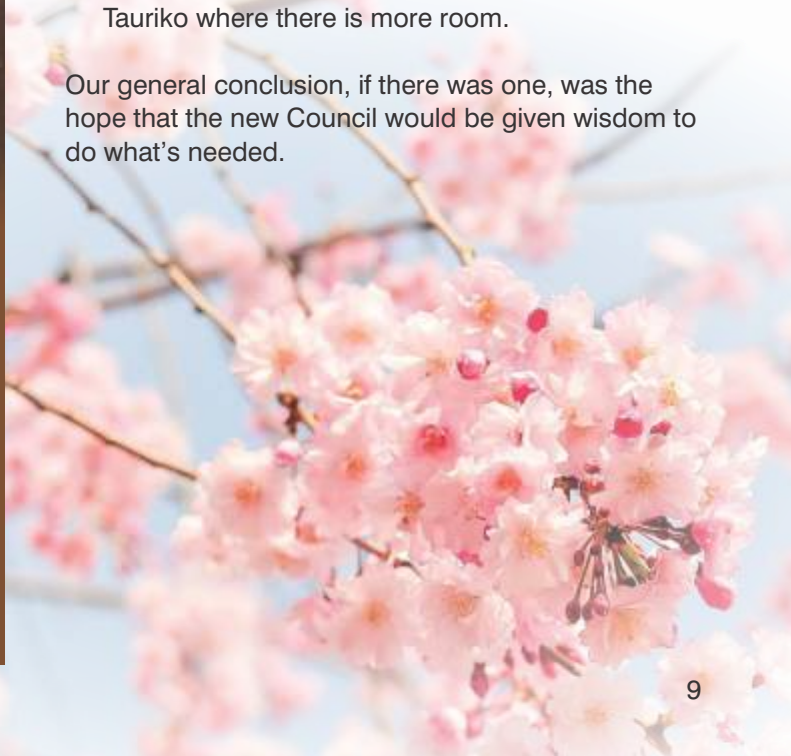 Tauriko where there is more room.
Our general conclusion, if there was one, was the
hope that the new Council would be given wisdom to
do what's needed.
9